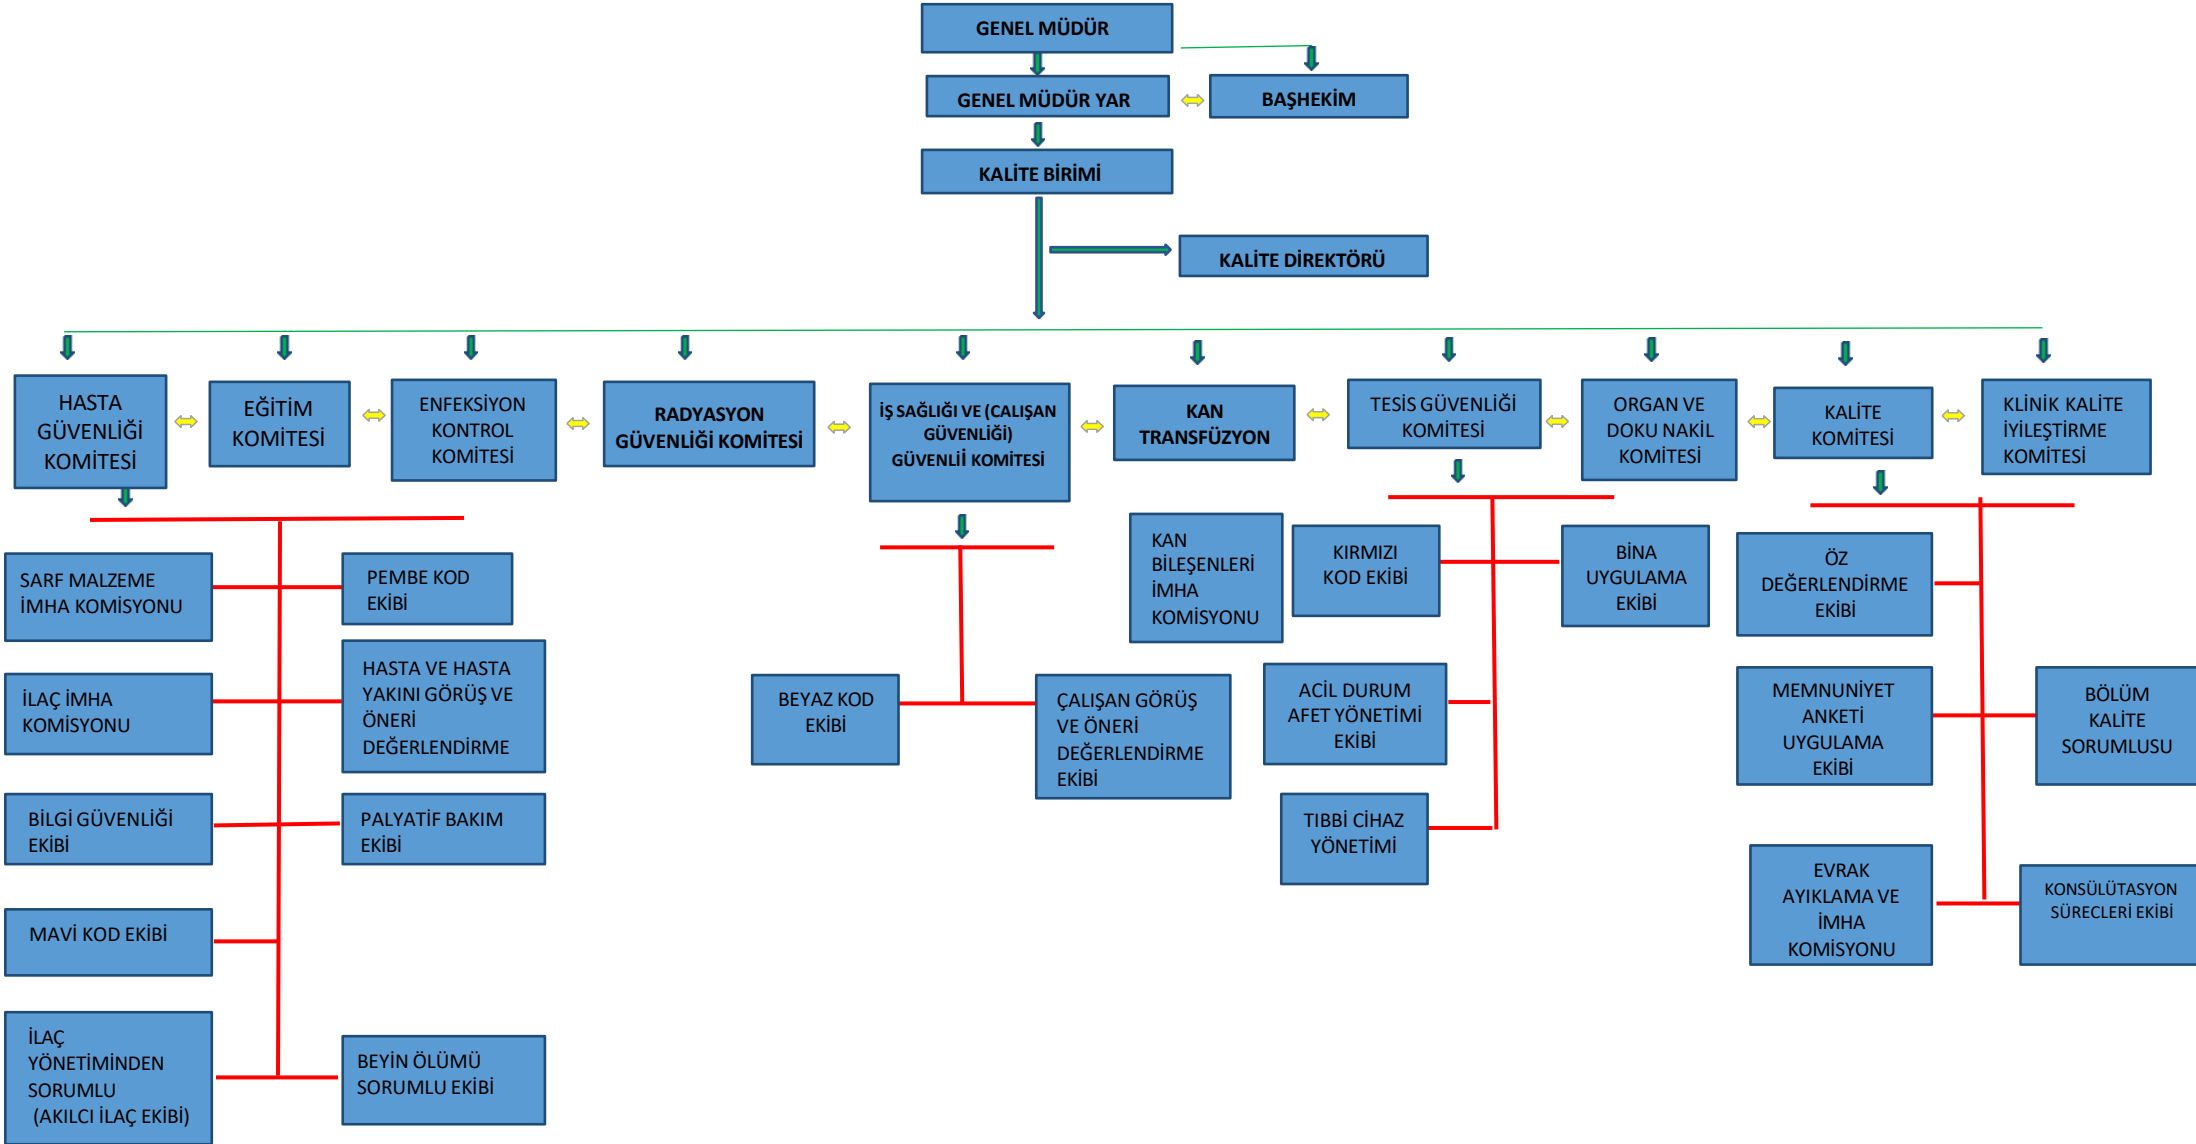 GENEL MÜDÜR
GENEL MÜDÜR YAR
BAŞHEKİM
KALİTE BİRİMİ
KALİTE DİREKTÖRÜ
HASTA
GÜVENLİĞİ
KOMİTESİ
EĞİTİM
KOMİTESİ
ENFEKSİYON
KONTROL
KOMİTESİ
RADYASYON
GÜVENLİĞİ KOMİTESİ
İŞ SAĞLIĞI VE (CALIŞAN
GÜVENLİĞİ)
GÜVENLİİ KOMİTESİ
KAN
TRANSFÜZYON
TESİS GÜVENLİĞİ
KOMİTESİ
ORGAN VE
DOKU NAKİL
KOMİTESİ
KALİTE
KOMİTESİ
KLİNİK KALİTE
İYİLEŞTİRME
KOMİTESİ
SARF MALZEME
İMHA KOMİSYONU
PEMBE KOD
EKİBİ
İLAÇ İMHA
KOMİSYONU
HASTA VE HASTA
YAKINI GÖRÜŞ VE
ÖNERİ
DEĞERLENDİRME
BİLGİ GÜVENLİĞİ
EKİBİ
PALYATİF BAKIM
EKİBİ
MAVİ KOD EKİBİ
İLAÇ
YÖNETİMİNDEN
SORUMLU
(AKILCI İLAÇ EKİBİ)
BEYİN ÖLÜMÜ
SORUMLU EKİBİ
BEYAZ KOD
EKİBİ
ÇALIŞAN GÖRÜŞ
VE ÖNERİ
DEĞERLENDİRME
EKİBİ
KAN
BİLEŞENLERİ
İMHA
KOMİSYONU
KIRMIZI
KOD EKİBİ
BİNA
UYGULAMA
EKİBİ
ACİL DURUM
AFET YÖNETİMİ
EKİBİ
TIBBİ CİHAZ
YÖNETİMİ
ÖZ
DEĞERLENDİRME
EKİBİ
MEMNUNİYET
ANKETİ
UYGULAMA
EKİBİ
BÖLÜM
KALİTE
SORUMLUSU
EVRAK
AYIKLAMA VE
İMHA
KOMİSYONU
KONSÜLÜTASYON
SÜRECLERİ EKİBİ